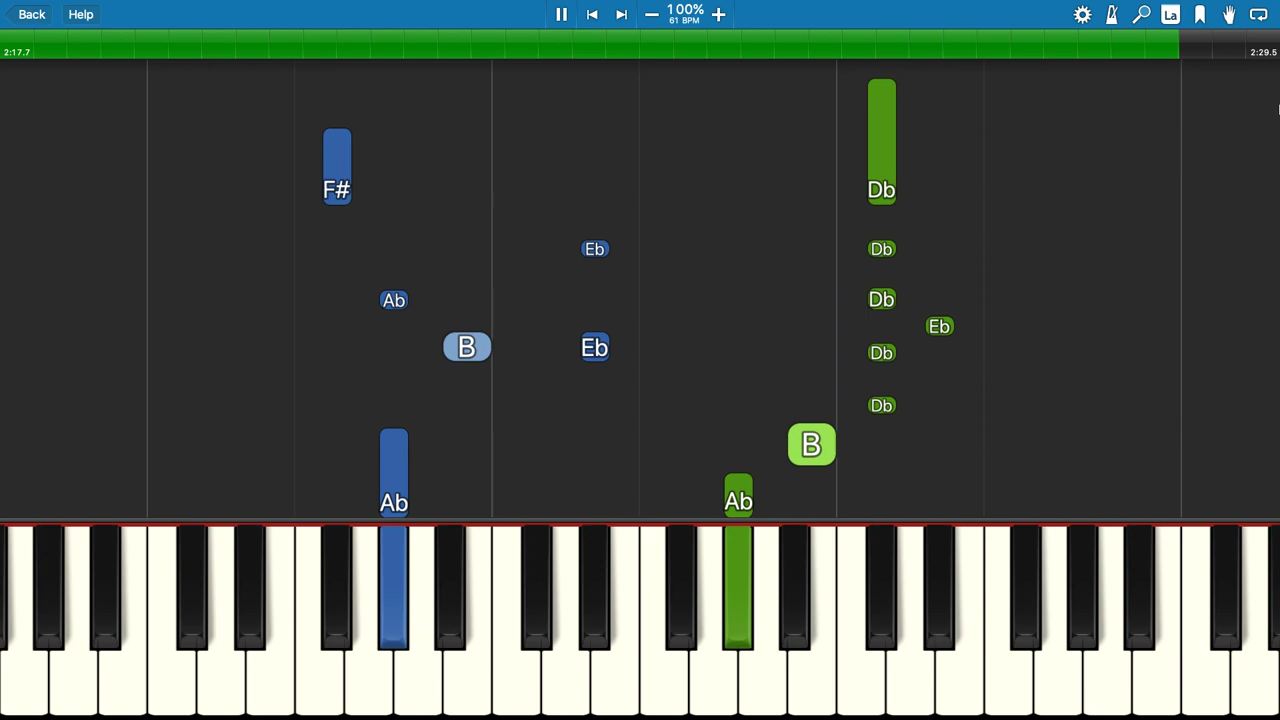 Back Help 100% La
61 BPM
2:17.7 2:29.5
F# Db
Eb Db
Ab Db
Eb
B Eb Db
Db
B
Ab Ab